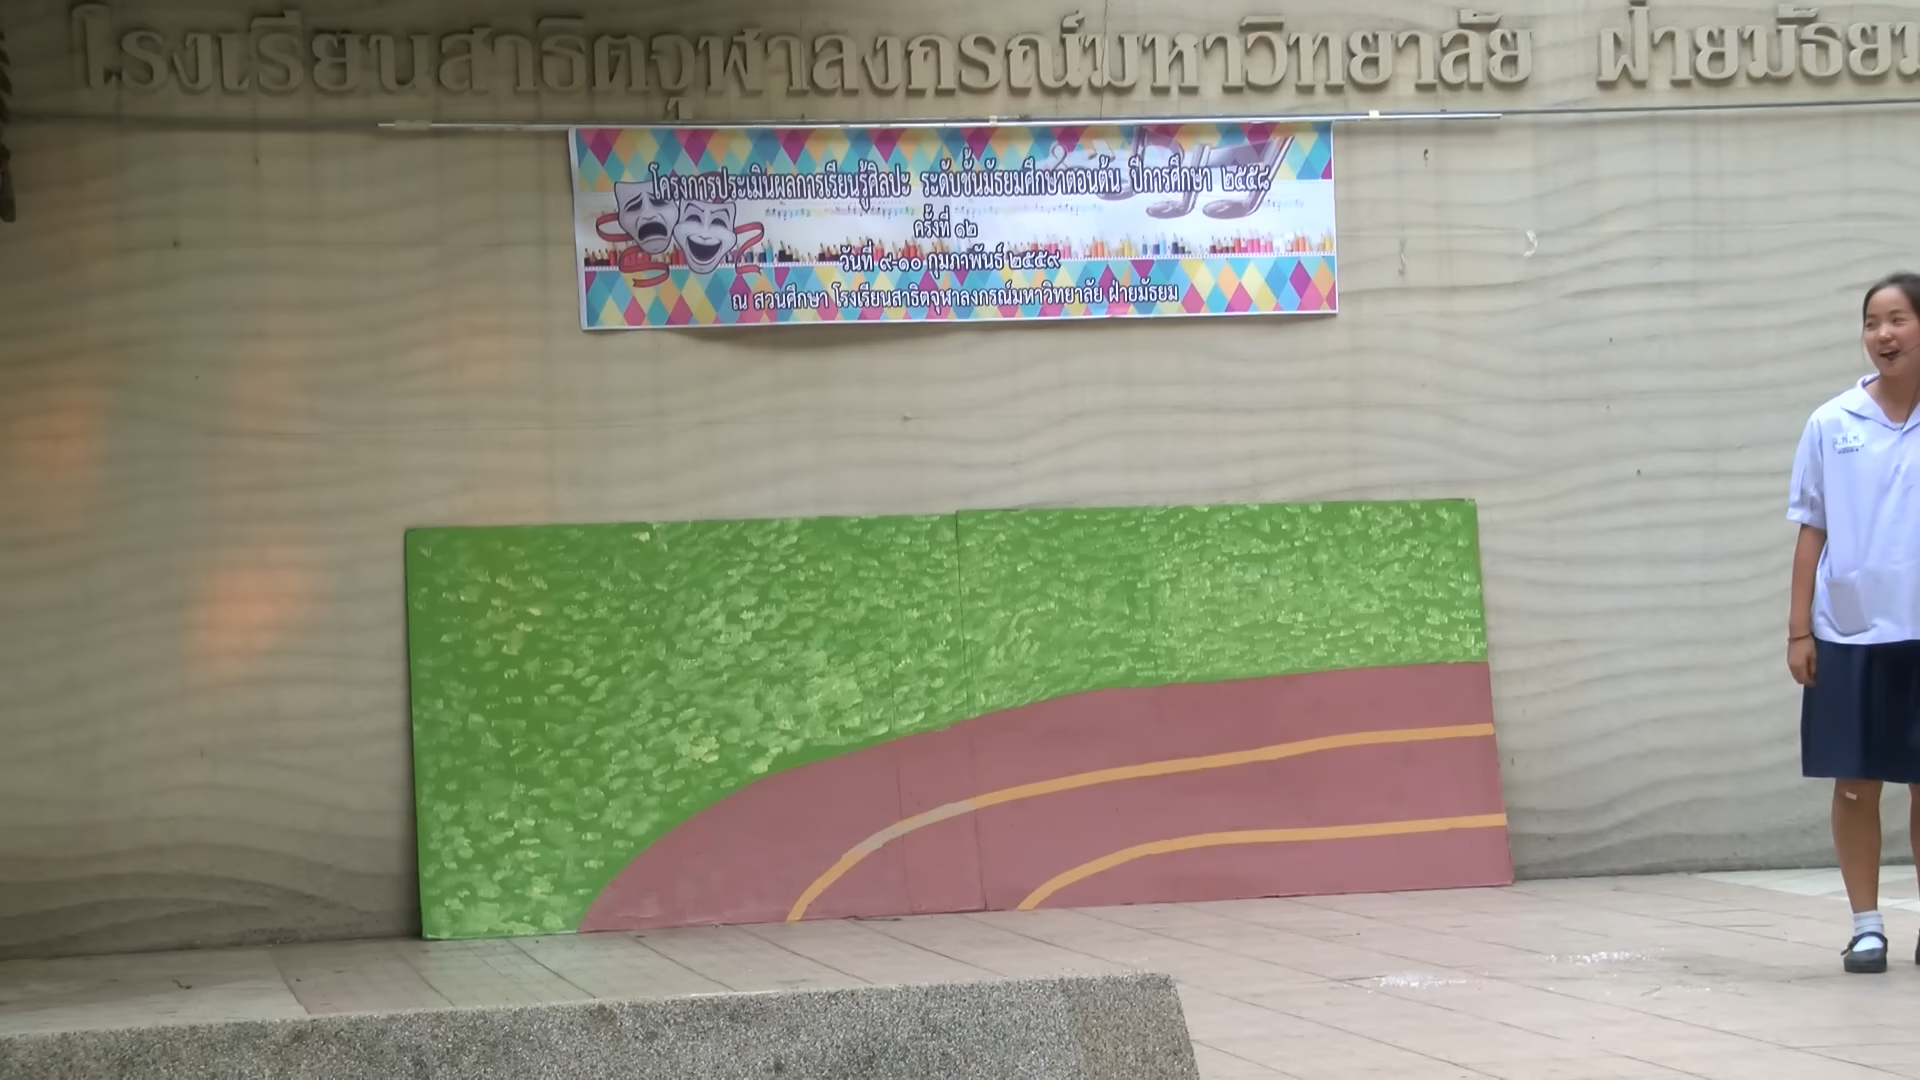 โรงเรียนสาธิตจุฬาลงกรณ์มหาวิทยาลัย ฝ่ายมัธยม
โครงการประเมินผลการเรียนรู้ศิลปะ ระดับชั้นมัธยมศึกษาตอนต้น ปีการศึกษา ๒๕๕๘
ครั้งที่ ๑๒
วันที่ ๙-๑๐ กุมภาพันธ์ ๒๕๕๙
ณ สวนศึกษา โรงเรียนสาธิตจุฬาลงกรณ์มหาวิทยาลัย ฝ่ายมัธยม